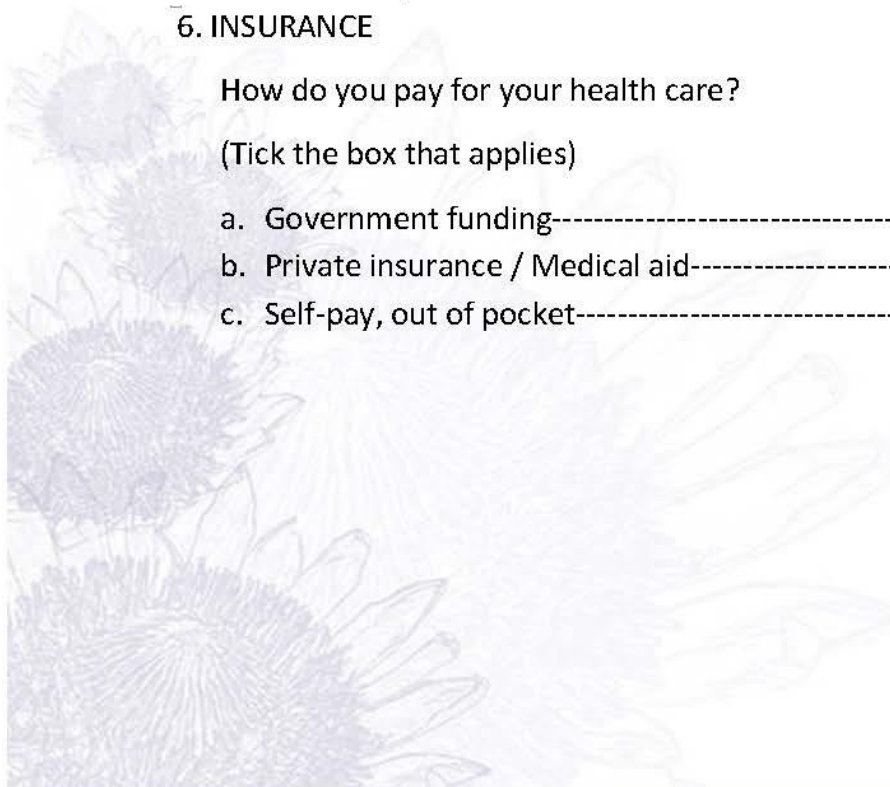 6. INSURANCE
How do you pay for your health care?
(Tick the box that applies)
a. Government funding---------------------------------
b. Private insurance / Medical aid--------------------
c. Self-pay, out of pocket-------------------------------